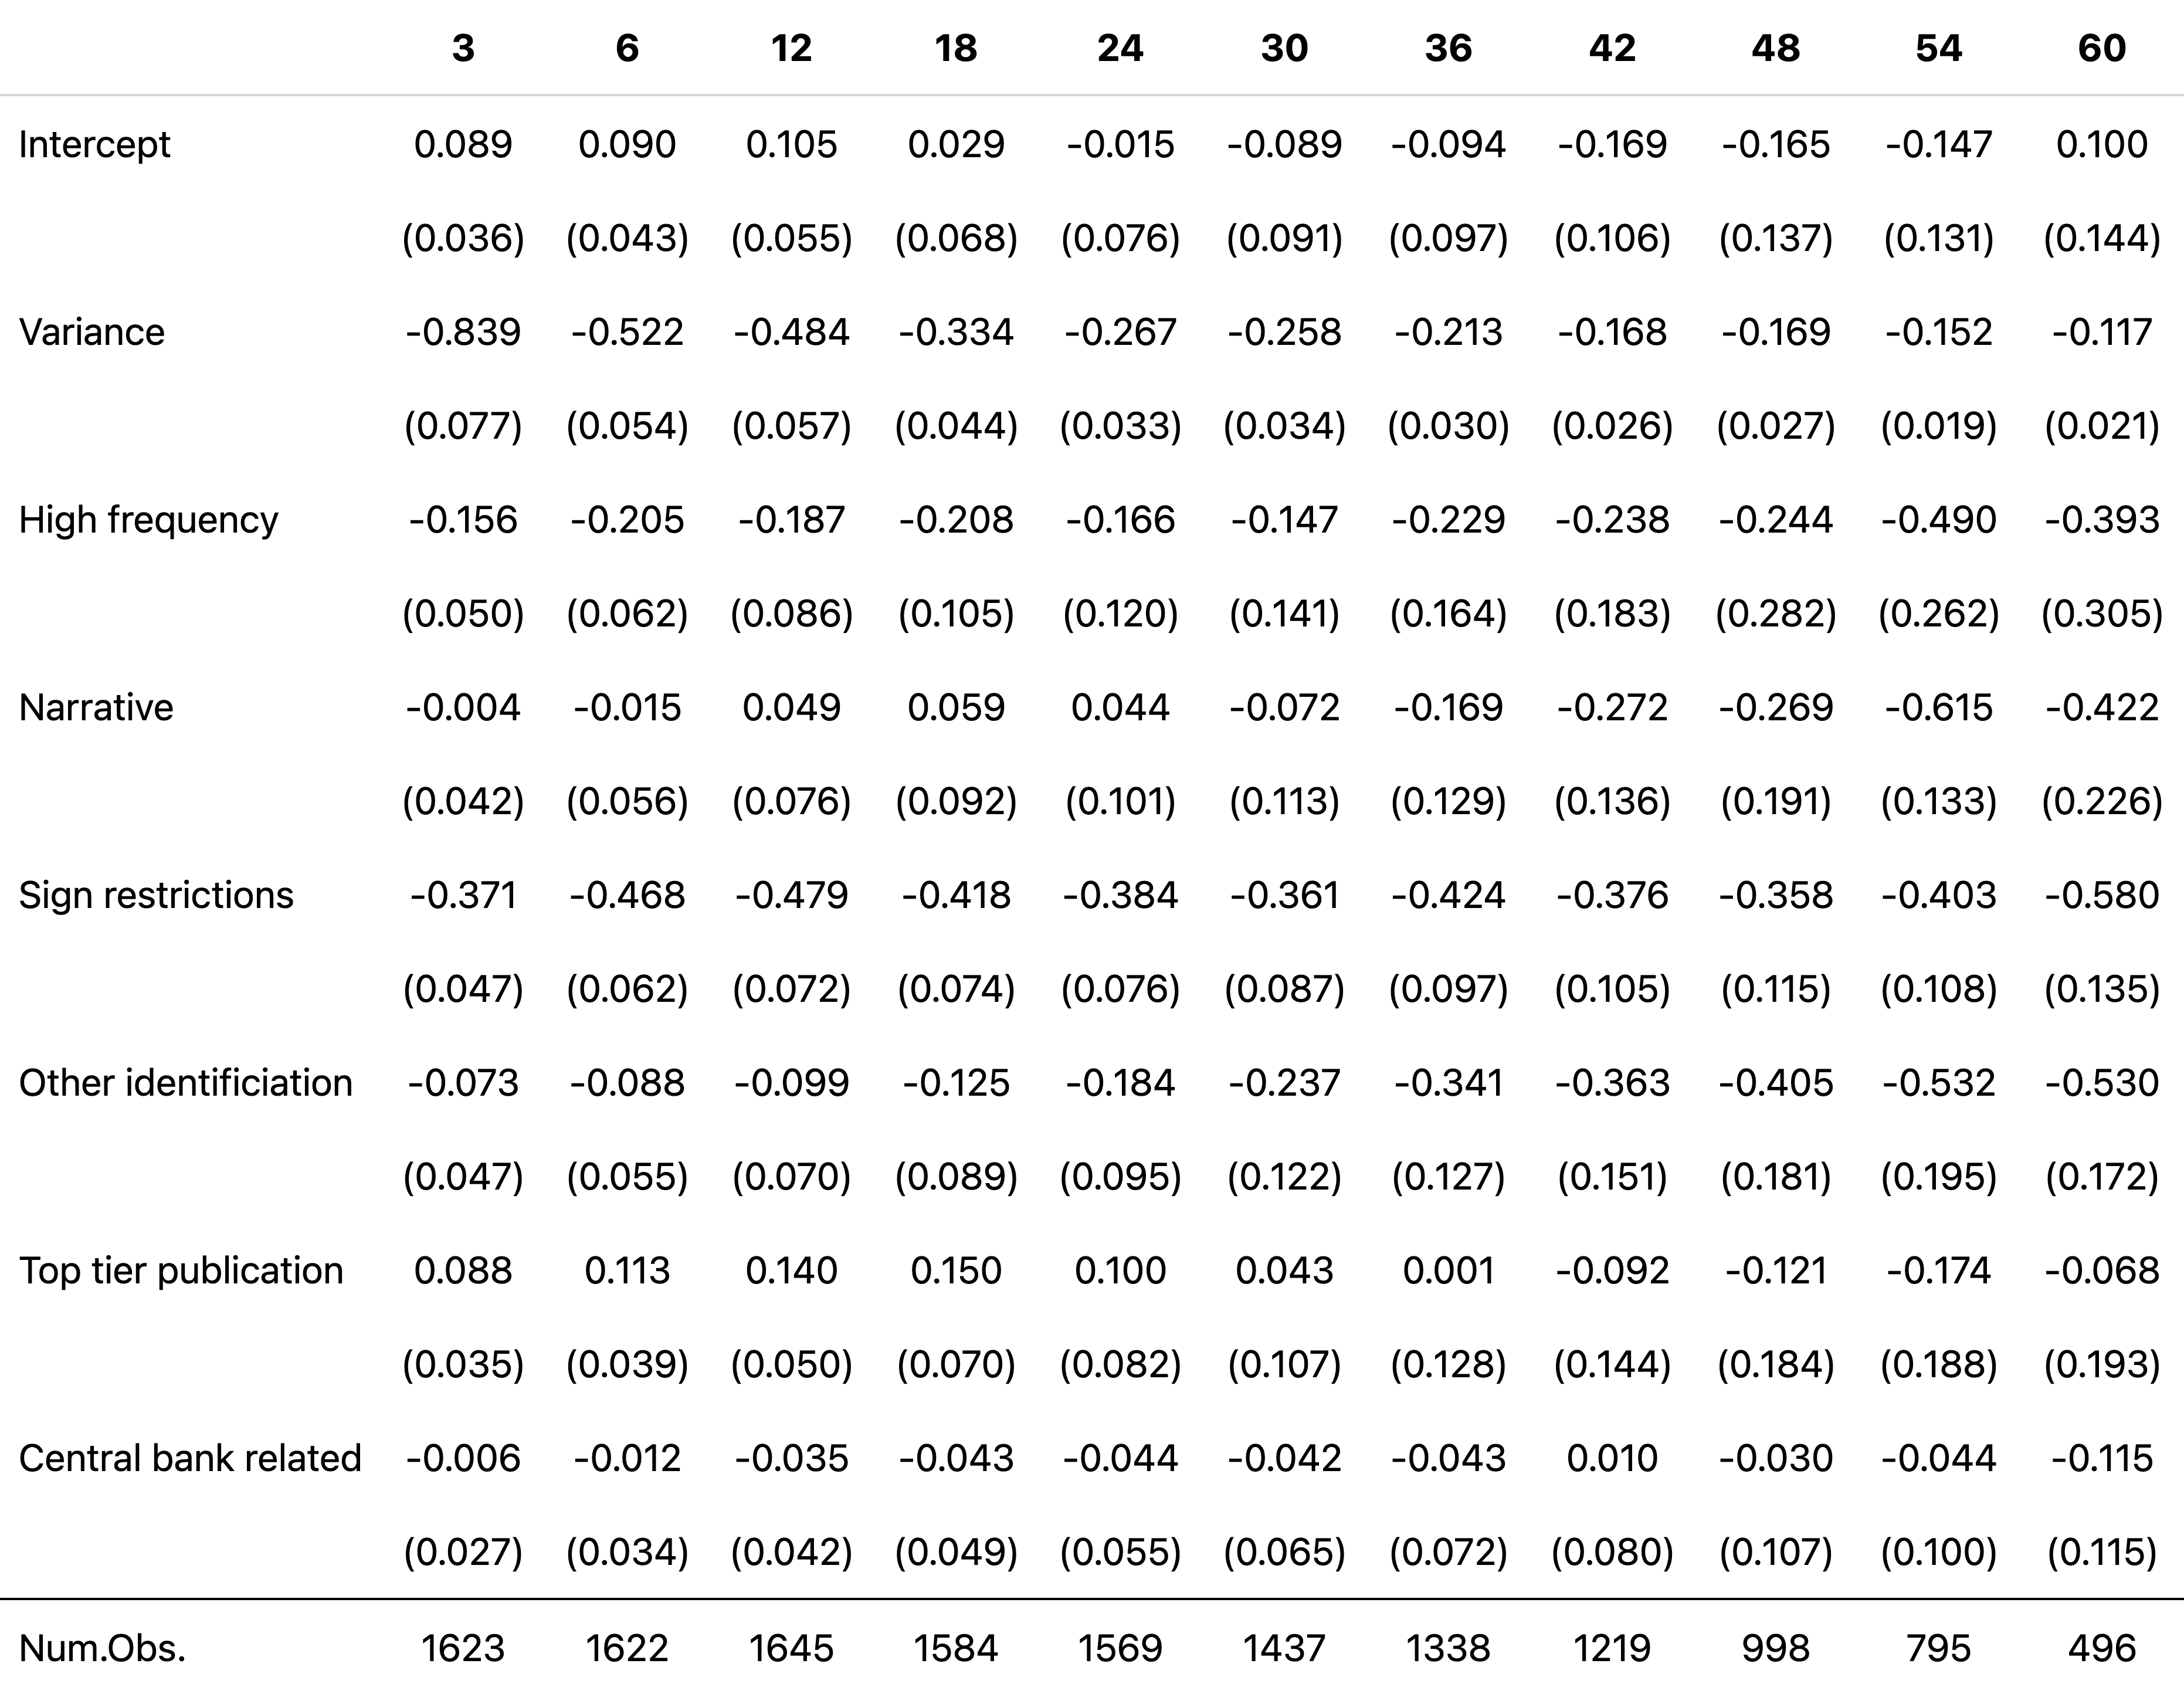 3 6 12 18 24 30 36 42 48 54 60
Intercept 0.089 0.090 0.105 0.029 -0.015 -0.089 -0.094 -0.169 -0.165 -0.147 0.100
(0.036) (0.043) (0.055) (0.068) (0.076) (0.091) (0.097) (0.106) (0.137) (0.131) (0.144)
Variance -0.839 -0.522 -0.484 -0.334 -0.267 -0.258 -0.213 -0.168 -0.169 -0.152 -0.117
(0.077) (0.054) (0.057) (0.044) (0.033) (0.034) (0.030) (0.026) (0.027) (0.019) (0.021)
High frequency -0.156 -0.205 -0.187 -0.208 -0.166 -0.147 -0.229 -0.238 -0.244 -0.490 -0.393
(0.050) (0.062) (0.086) (0.105) (0.120) (0.141) (0.164) (0.183) (0.282) (0.262) (0.305)
Narrative -0.004 -0.015 0.049 0.059 0.044 -0.072 -0.169 -0.272 -0.269 -0.615 -0.422
(0.042) (0.056) (0.076) (0.092) (0.101) (0.113) (0.129) (0.136) (0.191) (0.133) (0.226)
Sign restrictions -0.371 -0.468 -0.479 -0.418 -0.384 -0.361 -0.424 -0.376 -0.358 -0.403 -0.580
(0.047) (0.062) (0.072) (0.074) (0.076) (0.087) (0.097) (0.105) (0.115) (0.108) (0.135)
Other identificiation -0.073 -0.088 -0.099 -0.125 -0.184 -0.237 -0.341 -0.363 -0.405 -0.532 -0.530
(0.047) (0.055) (0.070) (0.089) (0.095) (0.122) (0.127) (0.151) (0.181) (0.195) (0.172)
Top tier publication 0.088 0.113 0.140 0.150 0.100 0.043 0.001 -0.092 -0.121 -0.174 -0.068
(0.035) (0.039) (0.050) (0.070) (0.082) (0.107) (0.128) (0.144) (0.184) (0.188) (0.193)
Central bank related -0.006 -0.012 -0.035 -0.043 -0.044 -0.042 -0.043 0.010 -0.030 -0.044 -0.115
(0.027) (0.034) (0.042) (0.049) (0.055) (0.065) (0.072) (0.080) (0.107) (0.100) (0.115)
Num.Obs. 1623 1622 1645 1584 1569 1437 1338 1219 998 795 496